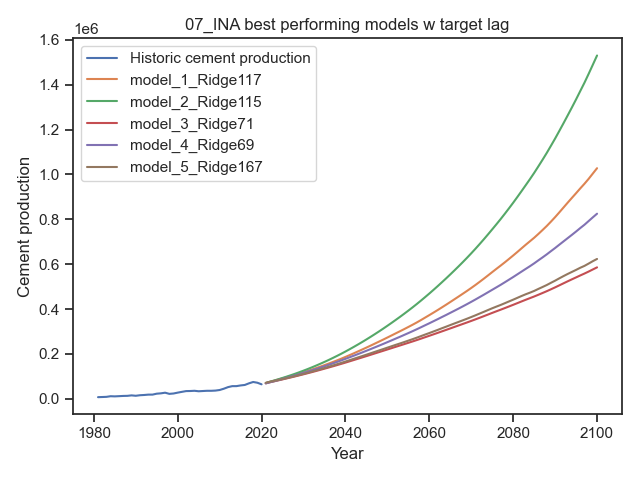 07_INA best performing models w target lag
1e6
1.6
1.4
1.2
1.0
0.8
0.6
0.4
0.2
0.0
Cement production
Historic cement production
model_1_Ridge117
model_2_Ridge115
model_3_Ridge71
model_4_Ridge69
model_5_Ridge167
1980 2000 2020 2040 2060 2080 2100
Year